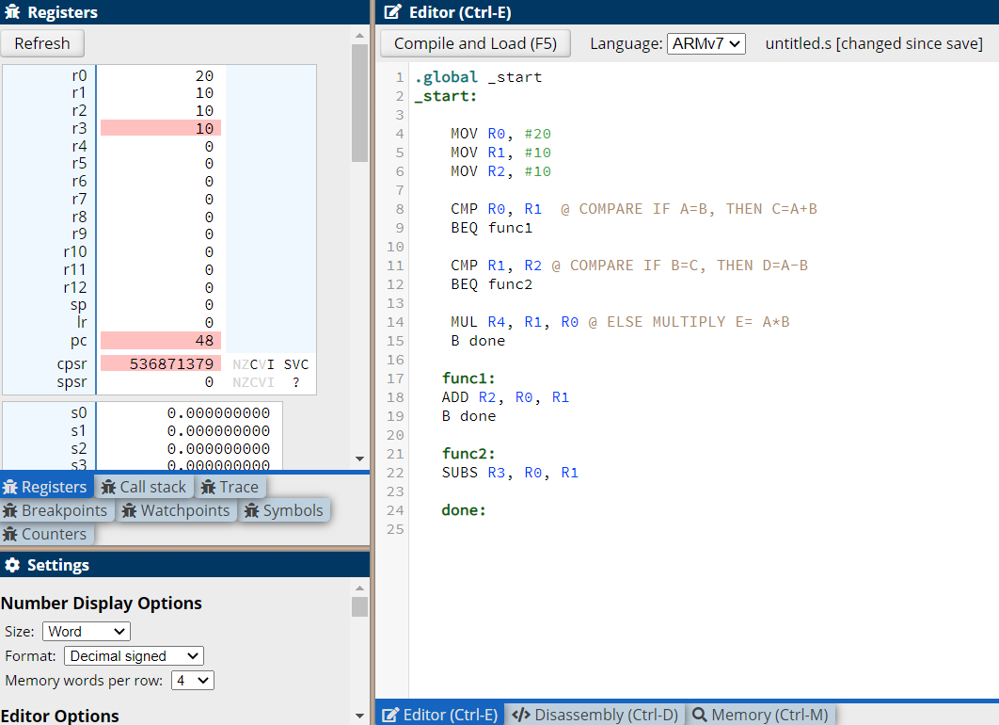 Registers
Refresh
r0 20
r1 10
r2 10
r3 10
r4 0
r5 0
r6 0
r7 0
r8 0
r9 0
r10 0
r11 0
r12 0
sp 0
lr 0
pc 48
cpsr 536871379 NZCVI SVC
spsr 0 NZCVI ?
s0 0.000000000
s1 0.000000000
s2 0.000000000
s3 0.000000000
Registers Call stack Trace
Breakpoints Watchpoints Symbols
Counters
Settings
Number Display Options
Size: Word
Format: Decimal signed
Memory words per row: 4
Editor Options
Editor (Ctrl-E)
Compile and Load (F5) Language: ARMv7 untitled.s [changed since save]
1 .global _start
2 _start:
3
4 MOV R0, #20
5 MOV R1, #10
6 MOV R2, #10
7
8 CMP R0, R1 @ COMPARE IF A=B, THEN C=A+B
9 BEQ func1
10
11 CMP R1, R2 @ COMPARE IF B=C, THEN D=A-B
12 BEQ func2
13
14 MUL R4, R1, R0 @ ELSE MULTIPLY E= A*B
15 B done
16
17 func1:
18 ADD R2, R0, R1
19 B done
20
21 func2:
22 SUBS R3, R0, R1
23
24 done:
25
Editor (Ctrl-E) Disassembly (Ctrl-D) Memory (Ctrl-M)